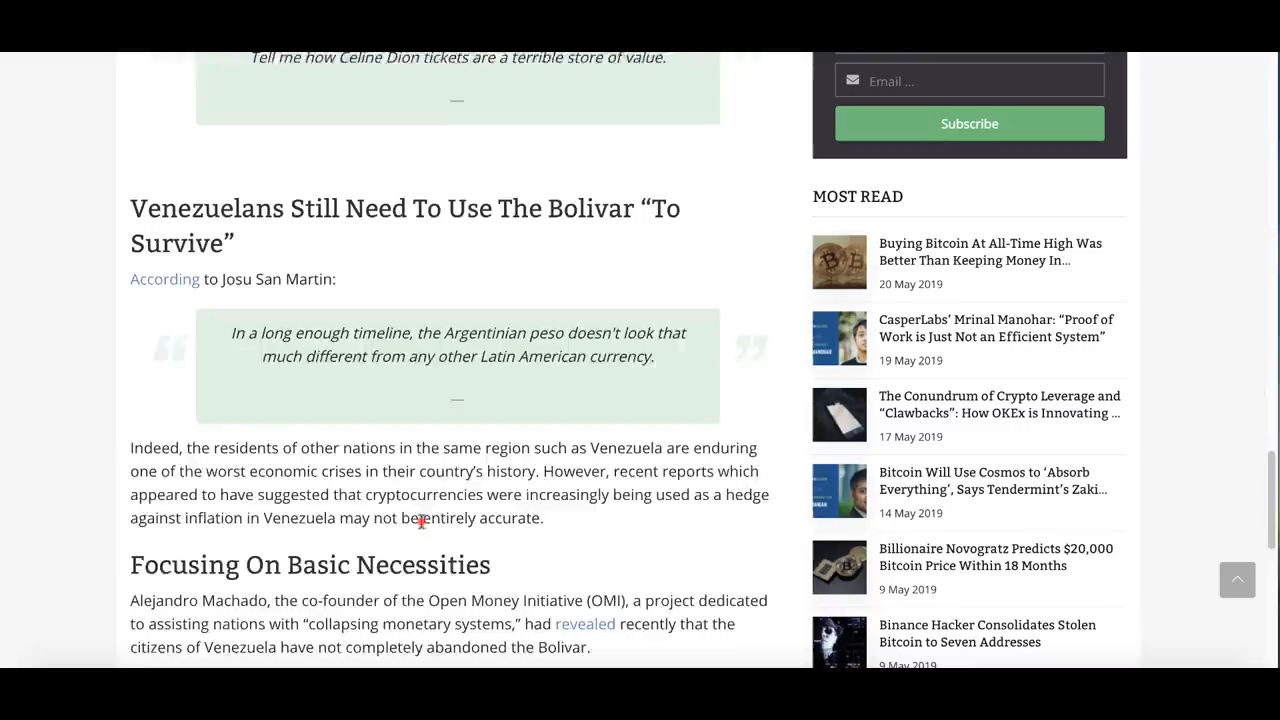 Tell me how Celine Dion tickets are a terrible store of value.
—
Venezuelans Still Need To Use The Bolivar “To
Survive”
According to Josu San Martin:
In a long enough timeline, the Argentinian peso doesn't look that
much different from any other Latin American currency.
—
Indeed, the residents of other nations in the same region such as Venezuela are enduring
one of the worst economic crises in their country’s history. However, recent reports which
appeared to have suggested that cryptocurrencies were increasingly being used as a hedge
against inflation in Venezuela may not be entirely accurate.
Focusing On Basic Necessities
Alejandro Machado, the co-founder of the Open Money Initiative (OMI), a project dedicated
to assisting nations with “collapsing monetary systems,” had revealed recently that the
citizens of Venezuela have not completely abandoned the Bolivar.
Email ...
Subscribe
MOST READ
Buying Bitcoin At All-Time High Was
Better Than Keeping Money In...
20 May 2019
CasperLabs’ Mrinal Manohar: “Proof of
Work is Just Not an Efficient System”
19 May 2019
The Conundrum of Crypto Leverage and
“Clawbacks”: How OKEx is Innovating ...
17 May 2019
Bitcoin Will Use Cosmos to ‘Absorb
Everything’, Says Tendermint’s Zaki...
14 May 2019
Billionaire Novogratz Predicts $20,000
Bitcoin Price Within 18 Months
9 May 2019
Binance Hacker Consolidates Stolen
Bitcoin to Seven Addresses
9 May 2019